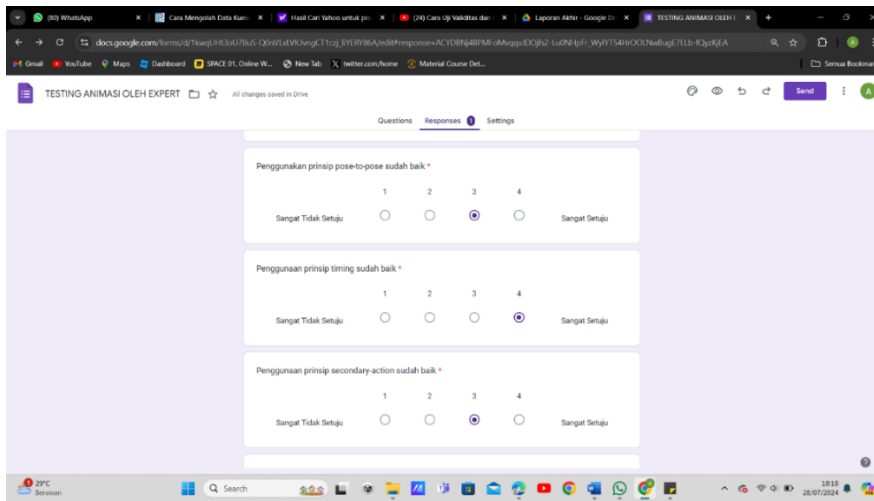 (80) WhatsApp
Cara Mengolah Data Kues
Hasil Cari Yahoo untuk pr
(24) Cara Uji Validitas dan
Laporan Akhir - Google D
TESTING ANIMASI OLEH E
docs.google.com/forms/d/
Gmail
YouTube
Maps
Dashboard
SPACE 01, Online W...
New Tab
twitter.com/home
Material Course Det...
Semua Bookmar
TESTING ANIMASI OLEH EXPERT
All changes saved in Drive
Send
A
Questions
Responses
1
Settings
Penggunakan prinsip pose-to-pose sudah baik *
1 2 3 4
Sangat Tidak Setuju
Sangat Setuju
Penggunaan prinsip timing sudah baik *
1 2 3 4
Sangat Tidak Setuju
Sangat Setuju
Penggunaan prinsip secondary-action sudah baik *
1 2 3 4
Sangat Tidak Setuju
Sangat Setuju
29°C
Berawan
Search
18:18
28/07/2024